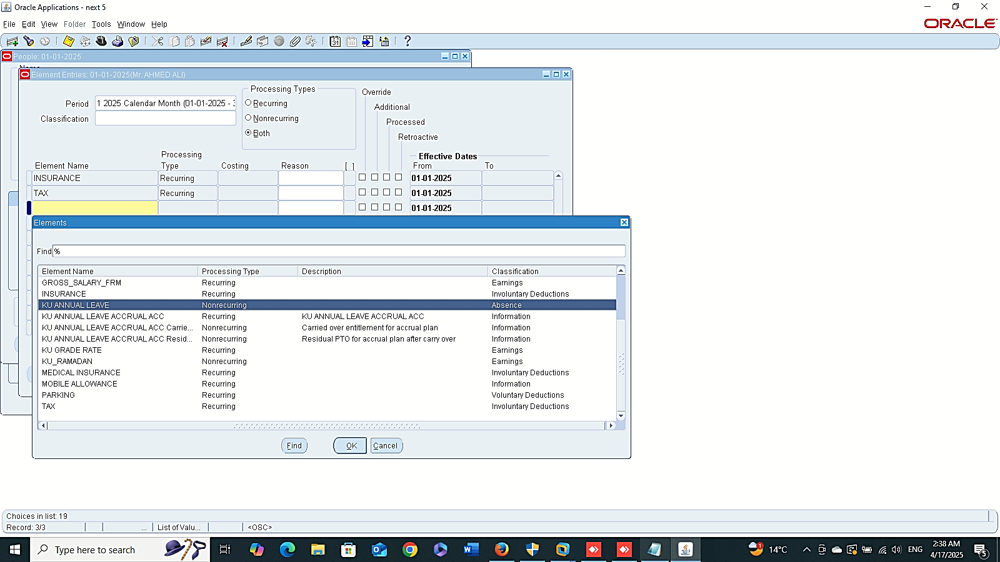 Oracle Applications - next 5
File Edit View Folder Tools Window Help
ORACLE
People: 01-01-2025
Element Entries: 01-01-2025(Mr. AHMED ALI)
Period 1 2025 Calendar Month (01-01-2025 -
Classification
Processing Types
Recurring
Nonrecurring
Both
Override
Additional
Processed
Retroactive
Effective Dates
Element Name Processing Type Costing Reason [ ] From To
INSURANCE Recurring 01-01-2025
TAX Recurring 01-01-2025
01-01-2025
Elements
Find %
Element Name Processing Type Description Classification
GROSS_SALARY_FRM Recurring Earnings
INSURANCE Recurring Involuntary Deductions
KU ANNUAL LEAVE Nonrecurring Absence
KU ANNUAL LEAVE ACCRUAL ACC Recurring KU ANNUAL LEAVE ACCRUAL ACC Information
KU ANNUAL LEAVE ACCRUAL ACC Carrie... Nonrecurring Carried over entitlement for accrual plan Information
KU ANNUAL LEAVE ACCRUAL ACC Resid... Nonrecurring Residual PTO for accrual plan after carry over Information
KU GRADE RATE Recurring Earnings
KU_RAMADAN Nonrecurring Earnings
MEDICAL INSURANCE Recurring Involuntary Deductions
MOBILE ALLOWANCE Recurring Information
PARKING Recurring Voluntary Deductions
TAX Recurring Involuntary Deductions
Find OK Cancel
Choices in list: 19
Record: 3/3 ... List of Valu... <OSC>
Type here to search
14°C
ENG
2:38 AM
4/17/2025
5